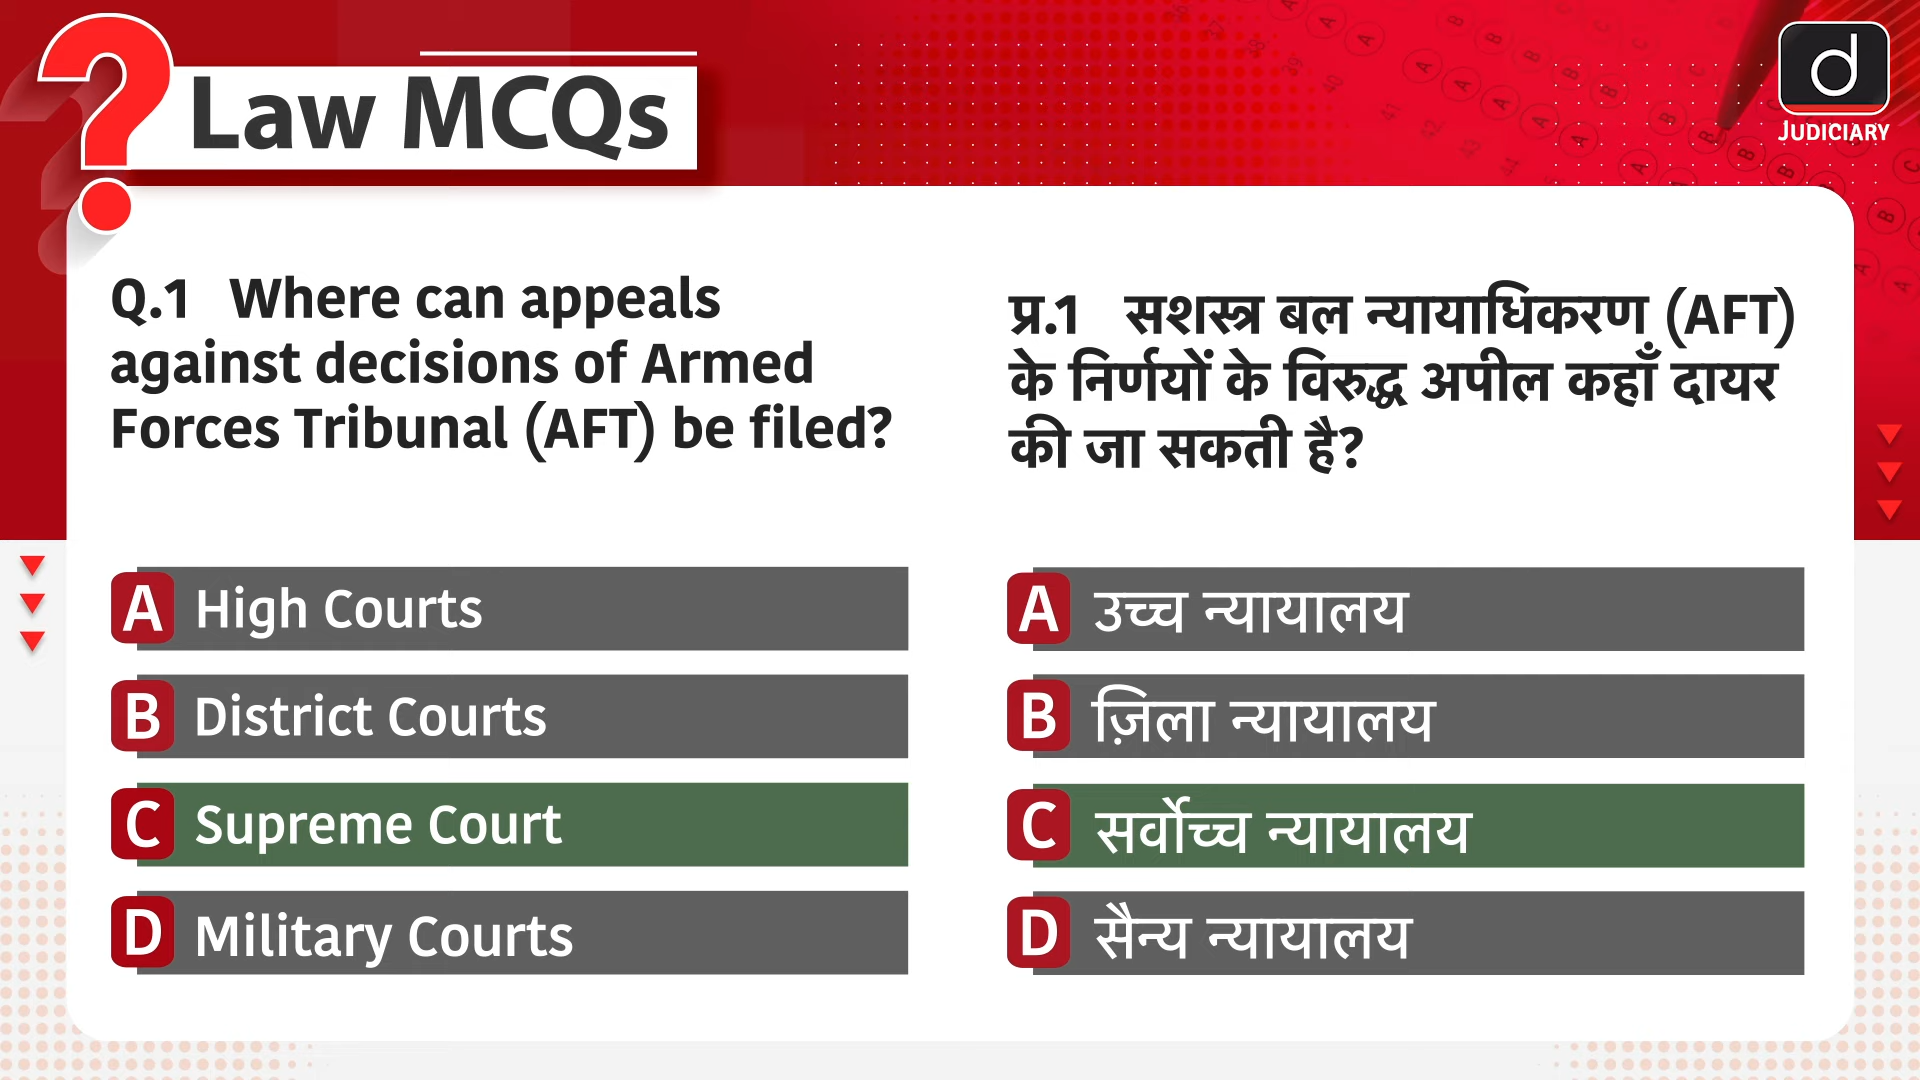 Law MCQs
d
JUDICIARY
Q.1 Where can appeals
against decisions of Armed
Forces Tribunal (AFT) be filed?
A High Courts
B District Courts
C Supreme Court
D Military Courts
प्र.1 सशस्त्र बल न्यायाधिकरण (AFT)
के निर्णयों के विरुद्ध अपील कहाँ दायर
की जा सकती है?
A उच्च न्यायालय
B ज़िला न्यायालय
C सर्वोच्च न्यायालय
D सैन्य न्यायालय